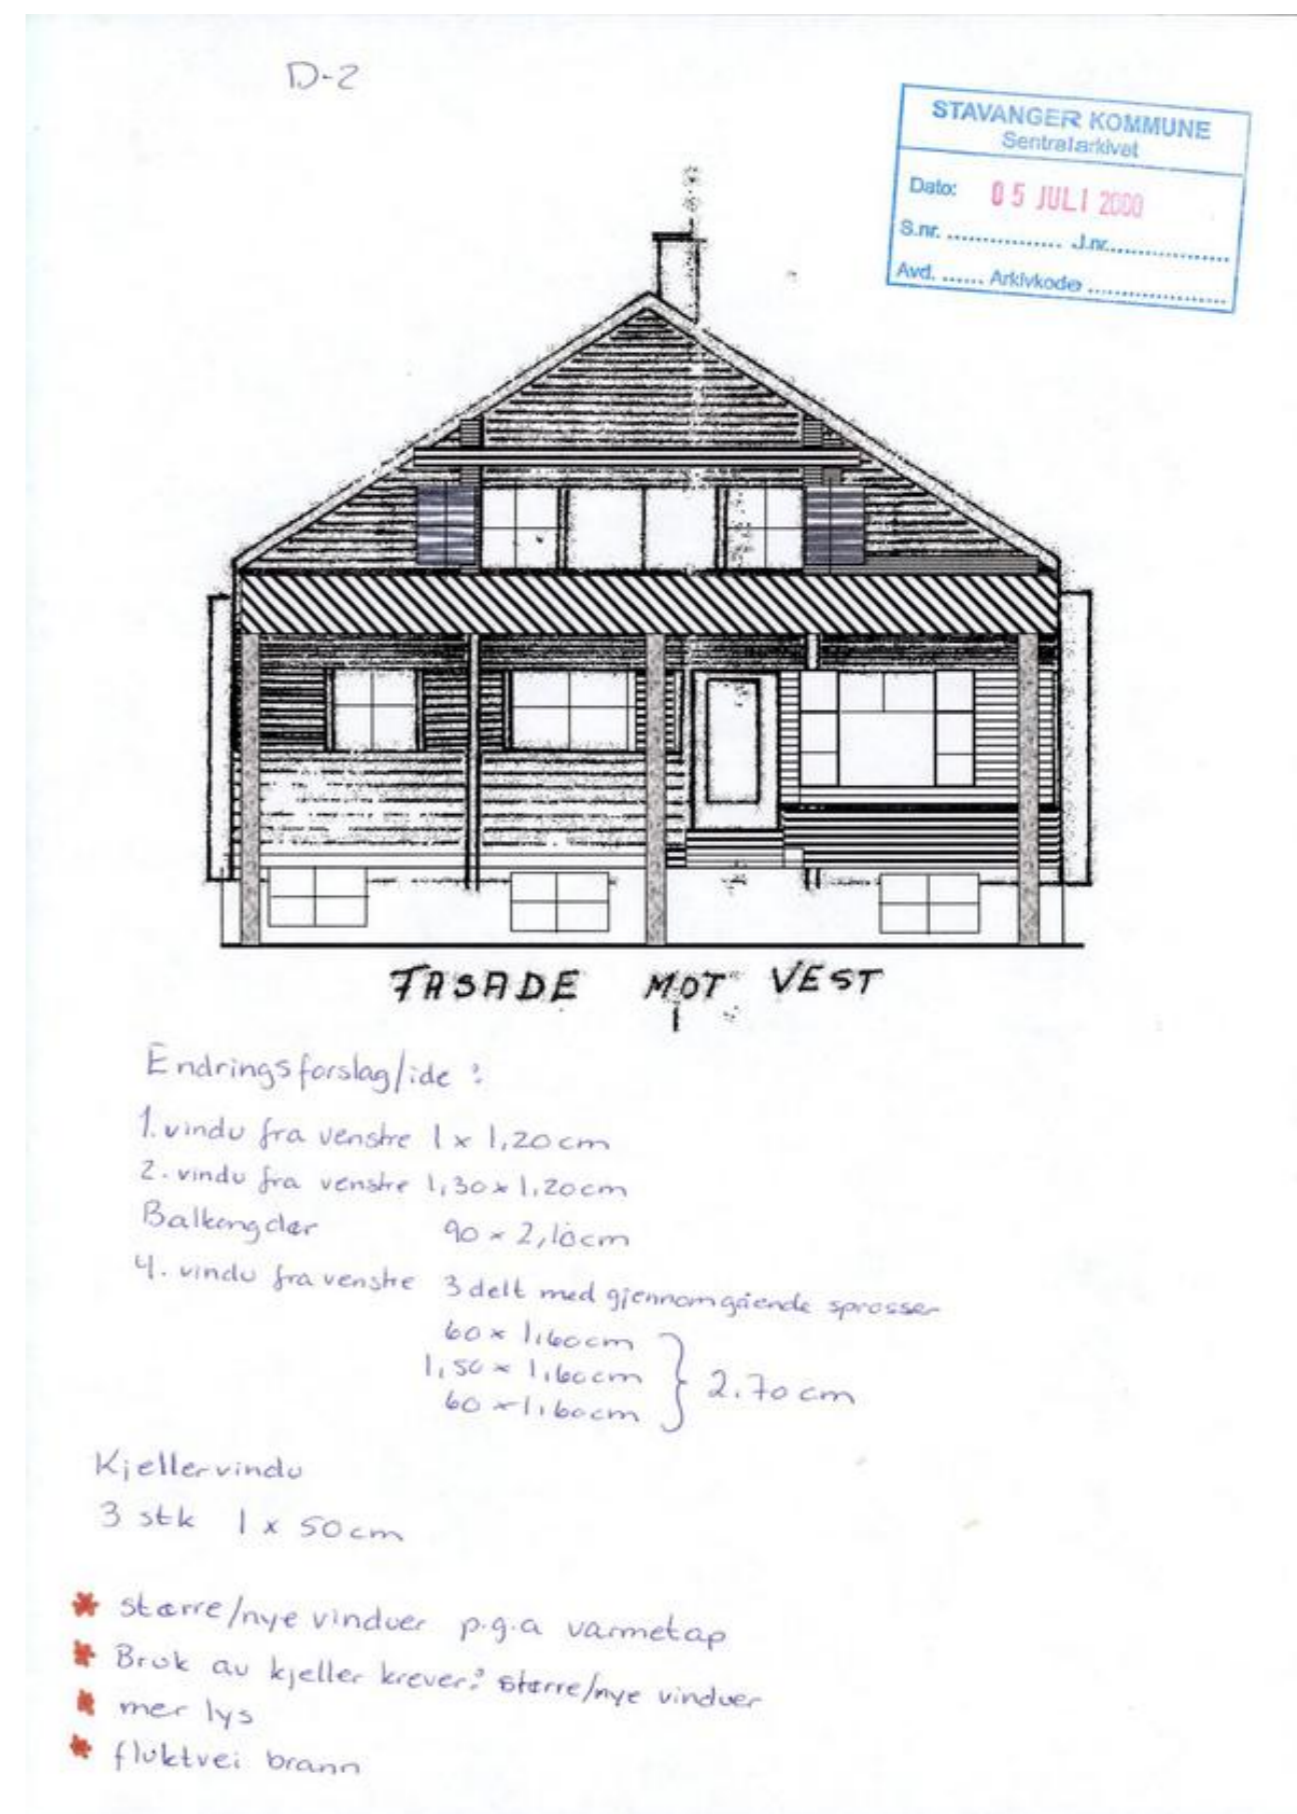 D-2
STAVANGER KOMMUNE
Sentralarkivet
Dato: 05 JULI 2000
S.nr. ................ J.nr...................
Avd. ...... Arkivkode .....................
FASADE MOT VEST
Endringsforslag/ide :
1. vindu fra venstre 1 x 1,20 cm
2. vindu fra venstre 1,30 x 1,20 cm
Balkongdør 90 x 2,10 cm
4. vindu fra venstre 3 delt med gjennomgående sprosser
60 x 1,60 cm
1,50 x 1,60 cm } 2.70 cm
60 x 1,60 cm
Kjellervindu
3 stk 1 x 50 cm
* større/nye vinduer p.g.a varmetap
* Bruk av kjeller krever: større/nye vinduer
* mer lys
* fluktvei brann